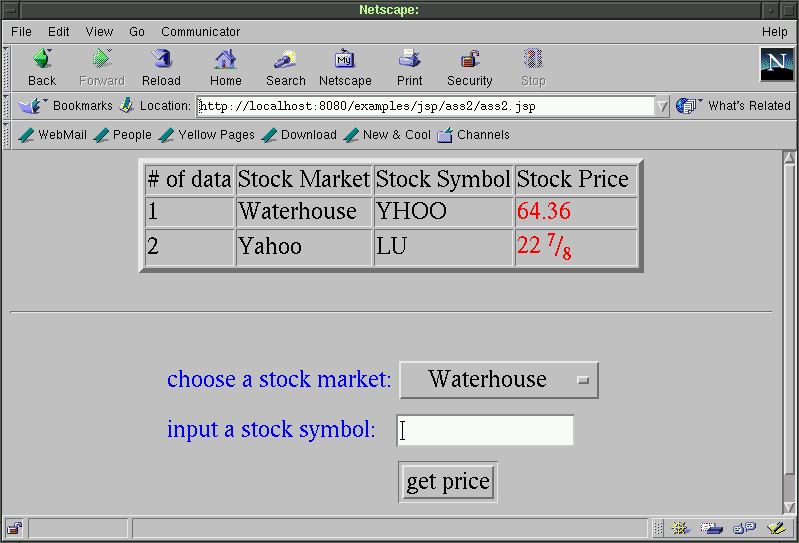 Netscape:
File Edit View Go Communicator Help
Back Forward Reload Home Search Netscape Print Security Stop N
Bookmarks Location: http://localhost:8080/examples/jsp/ass2/ass2.jsp What's Related
WebMail People Yellow Pages Download New & Cool Channels
# of data Stock Market Stock Symbol Stock Price
1 Waterhouse YHOO 64.36
2 Yahoo LU 22 7/8
choose a stock market: Waterhouse
input a stock symbol:
get price